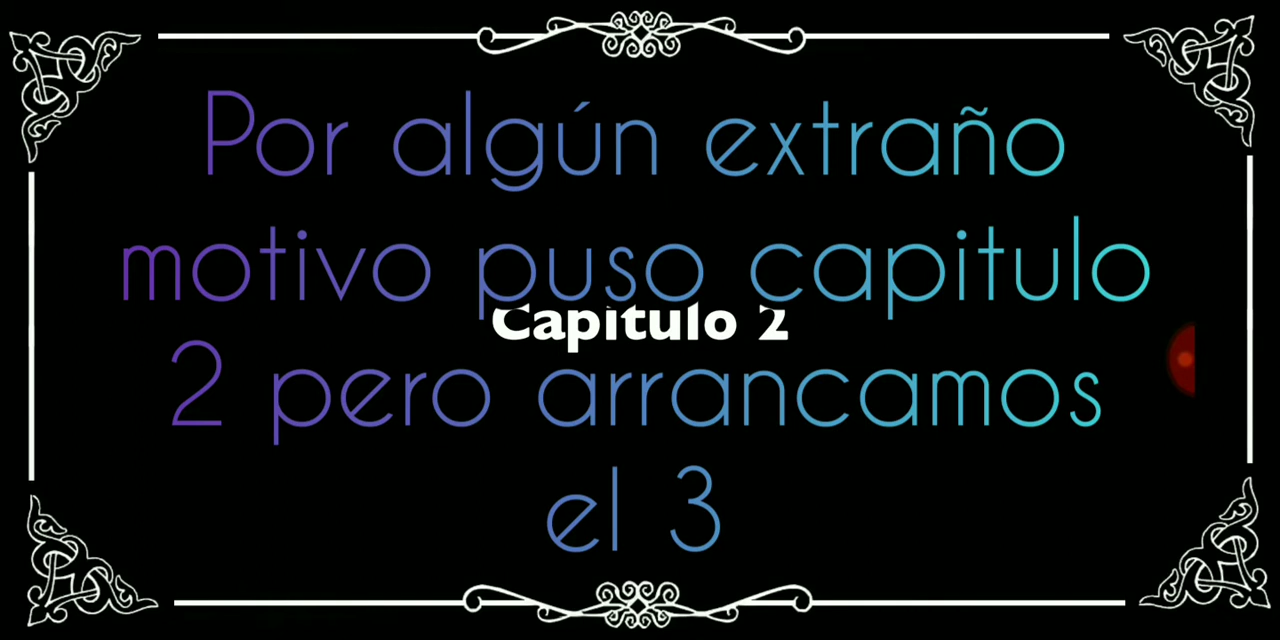 Por algún extraño
motivo puso capitulo
Capitulo 2
2 pero arrancamos
el 3